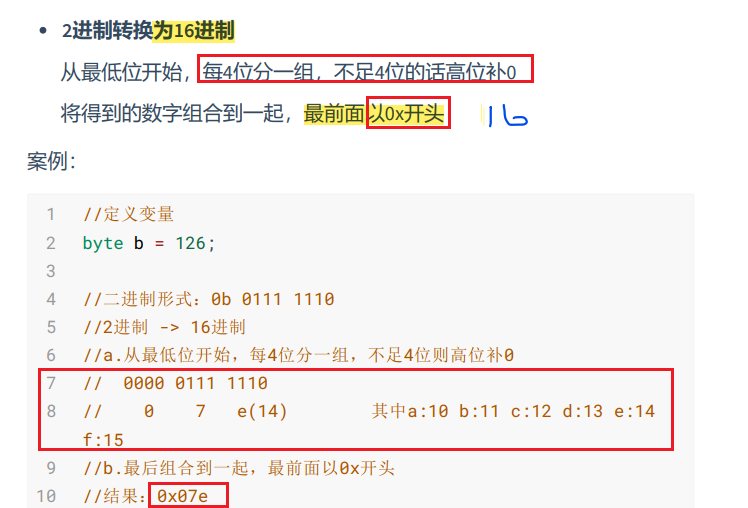 • 2进制转换为16进制
从最低位开始，每4位分一组，不足4位的话高位补0
将得到的数字组合到一起，最前面以0x开头 16
案例：
1 //定义变量
2 byte b = 126;
3
4 //二进制形式：0b 0111 1110
5 //2进制 -> 16进制
6 //a.从最低位开始，每4位分一组，不足4位则高位补0
7 // 0000 0111 1110
8 // 0 7 e(14) 其中a:10 b:11 c:12 d:13 e:14
f:15
9 //b.最后组合到一起，最前面以0x开头
10 //结果：0x07e